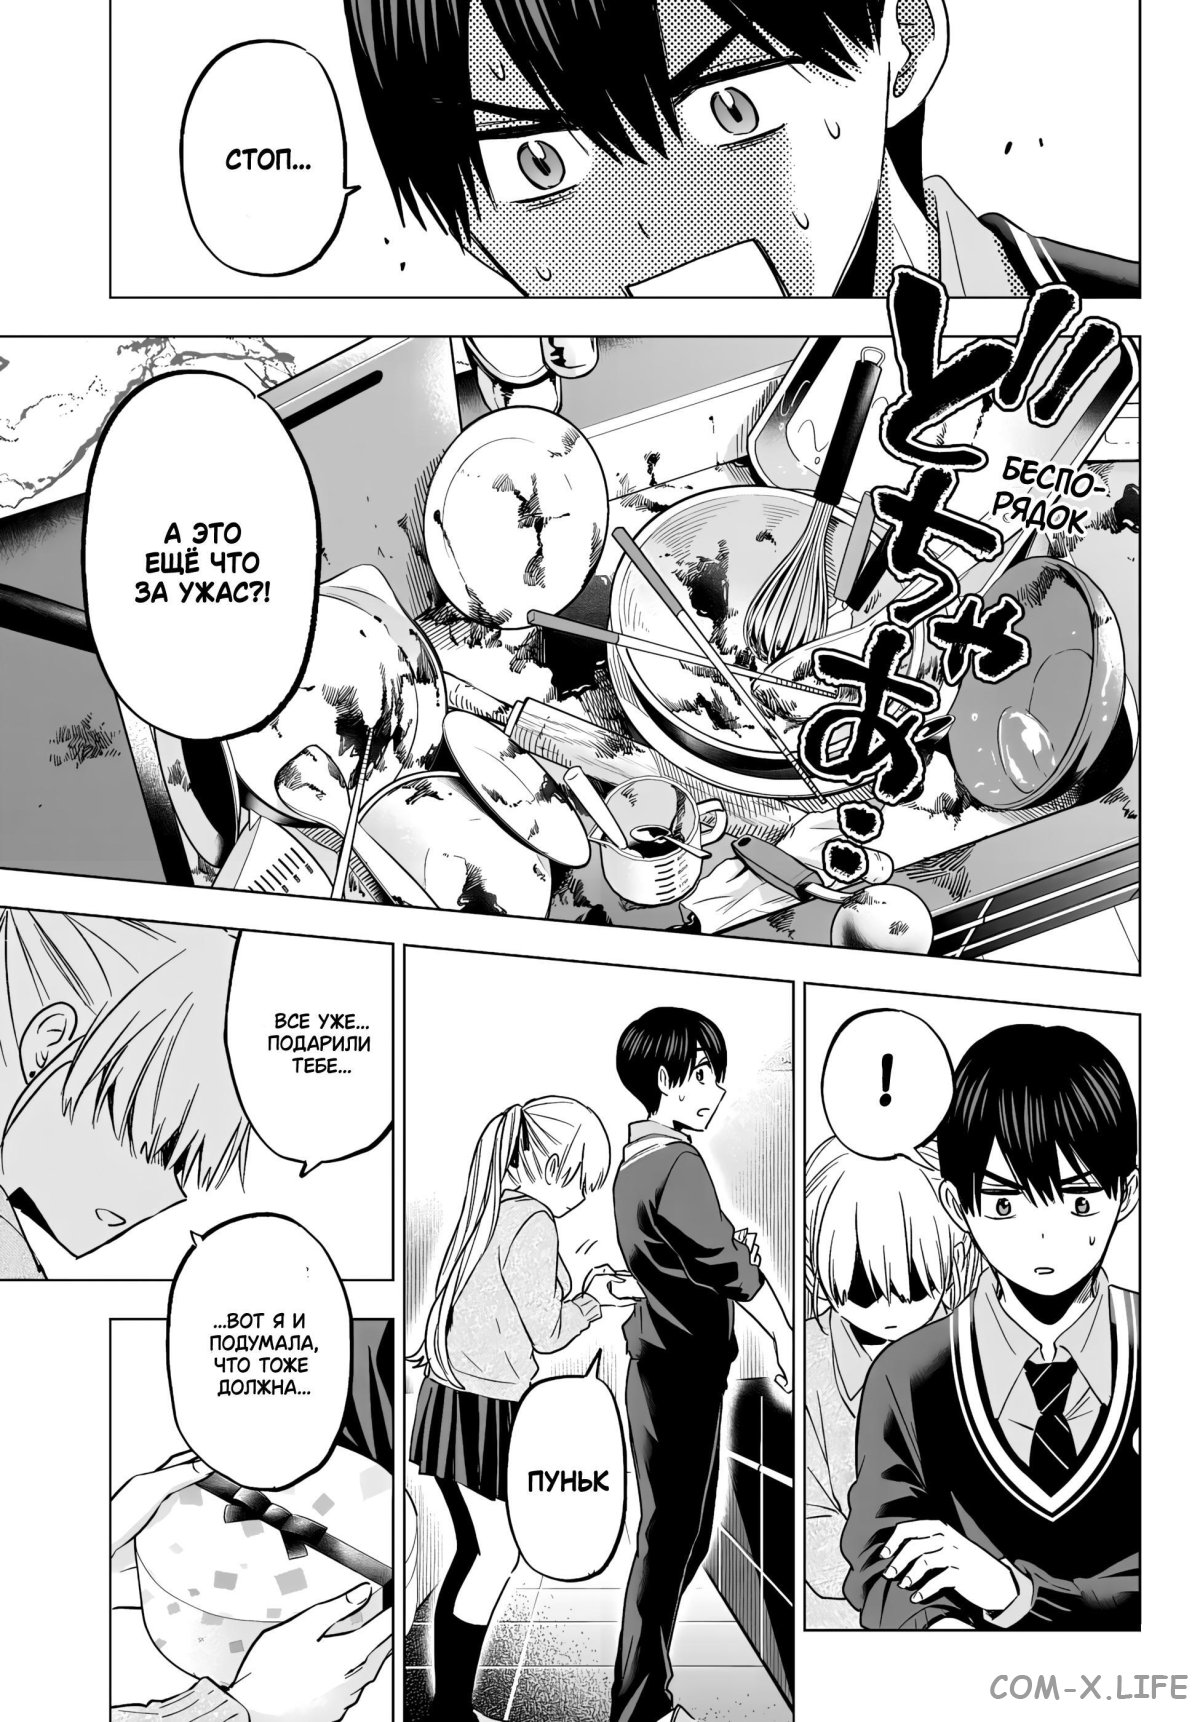 СТОП...
どちゃあ...
БЕСПО-
РЯДОК
А ЭТО
ЕЩЁ ЧТО
ЗА УЖАС?!
!
ПУНЬК
ВСЕ УЖЕ...
ПОДАРИЛИ
ТЕБЕ...
...ВОТ Я И
ПОДУМАЛА,
ЧТО ТОЖЕ
ДОЛЖНА...
COM-X.LIFE